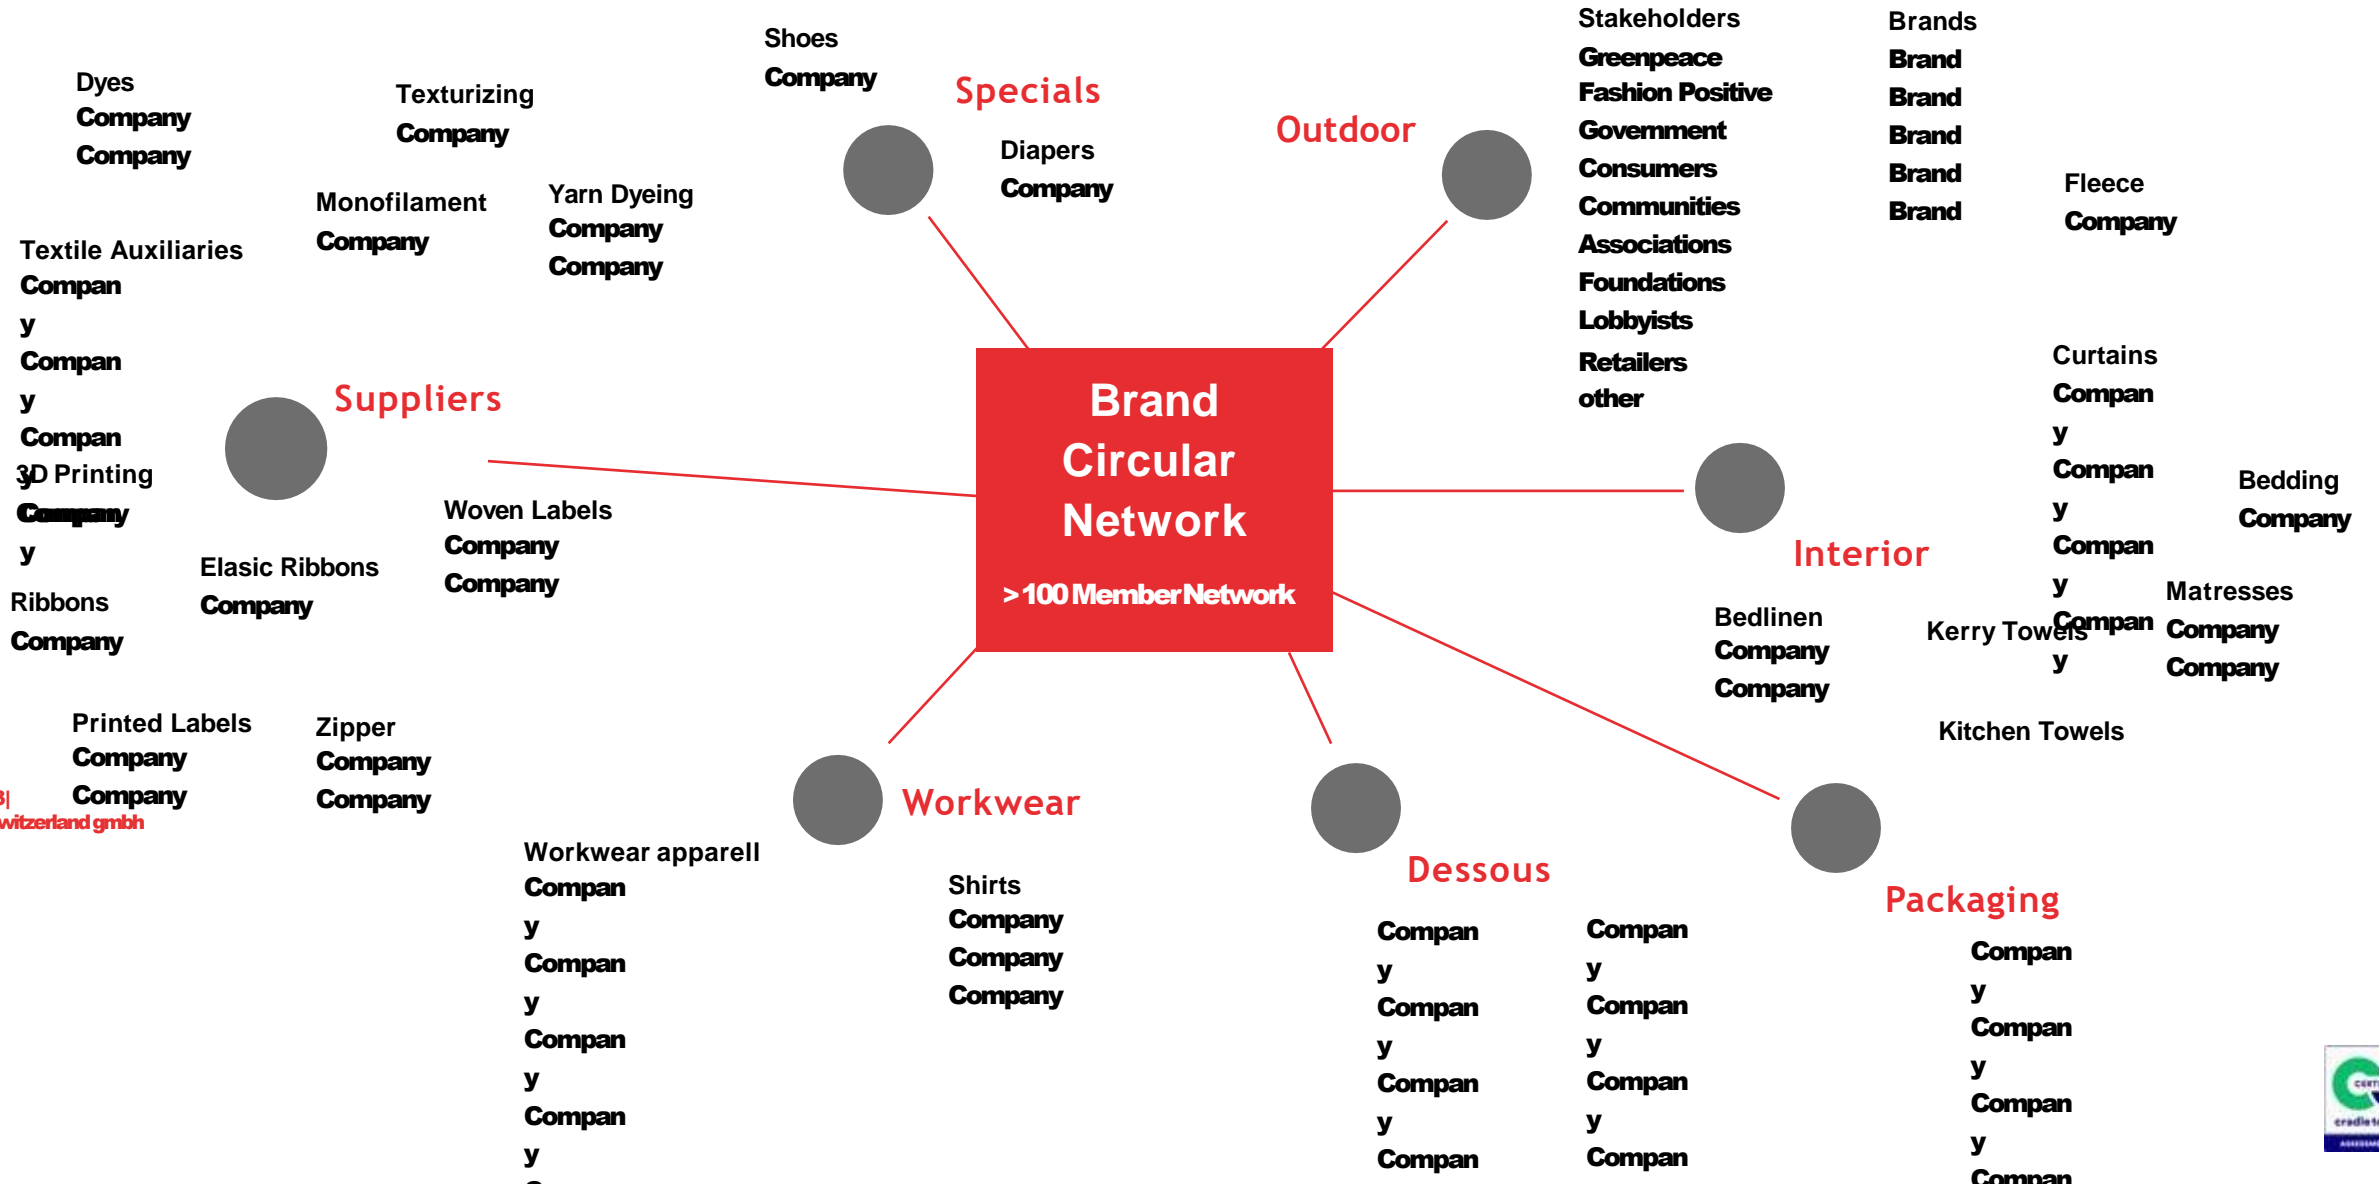 Shoes
Company
Specials
Diapers
Company
Outdoor
Stakeholders
Greenpeace
Fashion Positive
Government
Consumers
Communities
Associations
Foundations
Lobbyists
Retailers
other
Brands
Brand
Brand
Brand
Brand
Brand
Fleece
Company
Dyes
Company
Company
Texturizing
Company
Monofilament
Company
Yarn Dyeing
Company
Company
Textile Auxiliaries
Compan
y
Compan
y
Compan
y
Compan
y
3D Printing
Company
Suppliers
Woven Labels
Company
Company
Elasic Ribbons
Company
Ribbons
Company
Printed Labels
Company
Company
Zipper
Company
Company
Brand
Circular
Network
> 100 Member Network
Curtains
Compan
y
Compan
y
Compan
y
Compan
y
Bedding
Company
Interior
Matresses
Company
Company
Bedlinen
Company
Company
Kerry Towels
Kitchen Towels
witzerland gmbh
Workwear
Workwear apparell
Compan
y
Compan
y
Compan
y
Compan
y
Shirts
Company
Company
Company
Dessous
Compan
y
Compan
y
Compan
y
Compan
Compan
y
Compan
y
Compan
y
Compan
Packaging
Compan
y
Compan
y
Compan
y
Compan